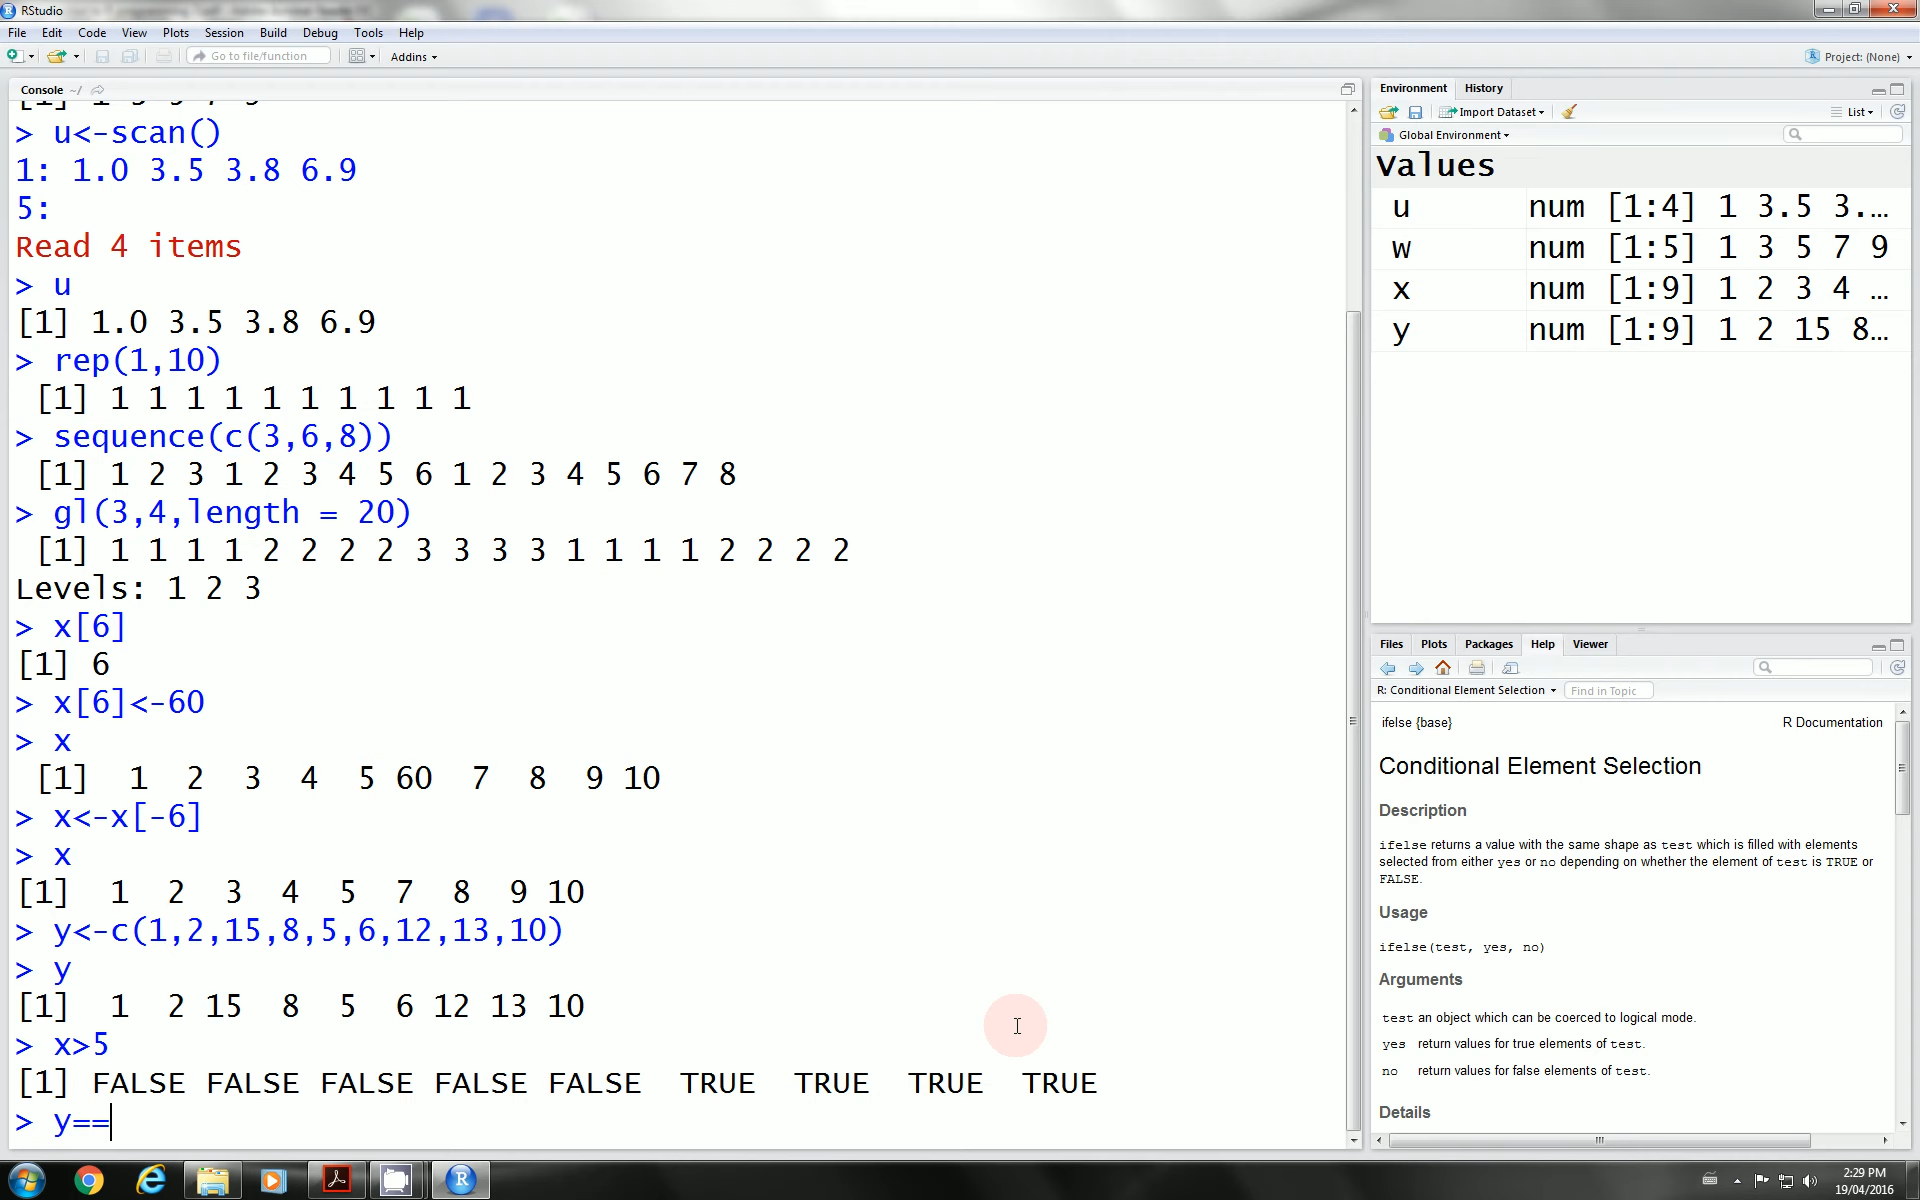 RStudio
File Edit Code View Plots Session Build Debug Tools Help
Go to file/function Addins Project: (None)
Console ~/
> u<-scan()
1: 1.0 3.5 3.8 6.9
5:
Read 4 items
> u
[1] 1.0 3.5 3.8 6.9
> rep(1,10)
[1] 1 1 1 1 1 1 1 1 1 1
> sequence(c(3,6,8))
[1] 1 2 3 1 2 3 4 5 6 1 2 3 4 5 6 7 8
> gl(3,4,length = 20)
[1] 1 1 1 1 2 2 2 2 3 3 3 3 1 1 1 1 2 2 2 2
Levels: 1 2 3
> x[6]
[1] 6
> x[6]<-60
> x
[1] 1 2 3 4 5 60 7 8 9 10
> x<-x[-6]
> x
[1] 1 2 3 4 5 7 8 9 10
> y<-c(1,2,15,8,5,6,12,13,10)
> y
[1] 1 2 15 8 5 6 12 13 10
> x>5
[1] FALSE FALSE FALSE FALSE FALSE TRUE TRUE TRUE TRUE
> y==
Environment History
Import Dataset List
Global Environment
Values
u num [1:4] 1 3.5 3.…
w num [1:5] 1 3 5 7 9
x num [1:9] 1 2 3 4 …
y num [1:9] 1 2 15 8…
Files Plots Packages Help Viewer
R: Conditional Element Selection Find in Topic
ifelse {base} R Documentation
Conditional Element Selection
Description
ifelse returns a value with the same shape as test which is filled with elements
selected from either yes or no depending on whether the element of test is TRUE or
FALSE.
Usage
ifelse(test, yes, no)
Arguments
test an object which can be coerced to logical mode.
yes return values for true elements of test.
no return values for false elements of test.
Details
2:29 PM
19/04/2016